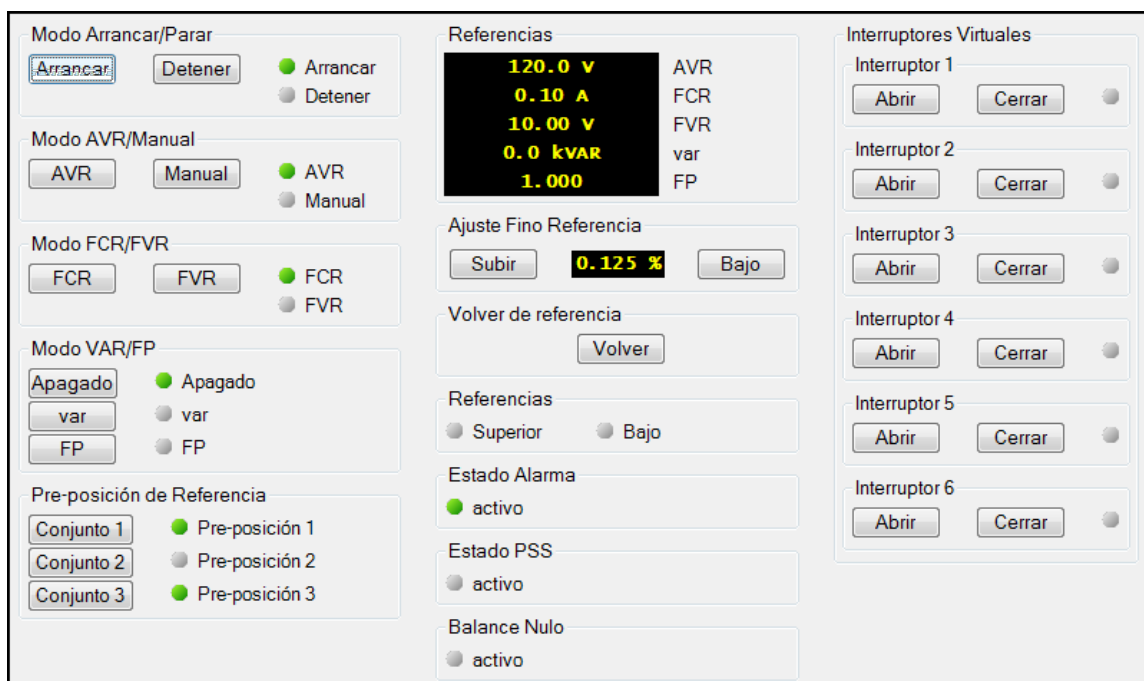 Modo Arrancar/Parar
Arrancar Detener Arrancar
Detener
Modo AVR/Manual
AVR Manual AVR
Manual
Modo FCR/FVR
FCR FVR FCR
FVR
Modo VAR/FP
Apagado Apagado
var var
FP FP
Pre-posición de Referencia
Conjunto 1 Pre-posición 1
Conjunto 2 Pre-posición 2
Conjunto 3 Pre-posición 3
Referencias
120.0 V AVR
0.10 A FCR
10.00 V FVR
0.0 kVAR var
1.000 FP
Ajuste Fino Referencia
Subir 0.125 % Bajo
Volver de referencia
Volver
Referencias
Superior Bajo
Estado Alarma
activo
Estado PSS
activo
Balance Nulo
activo
Interruptores Virtuales
Interruptor 1
Abrir Cerrar
Interruptor 2
Abrir Cerrar
Interruptor 3
Abrir Cerrar
Interruptor 4
Abrir Cerrar
Interruptor 5
Abrir Cerrar
Interruptor 6
Abrir Cerrar